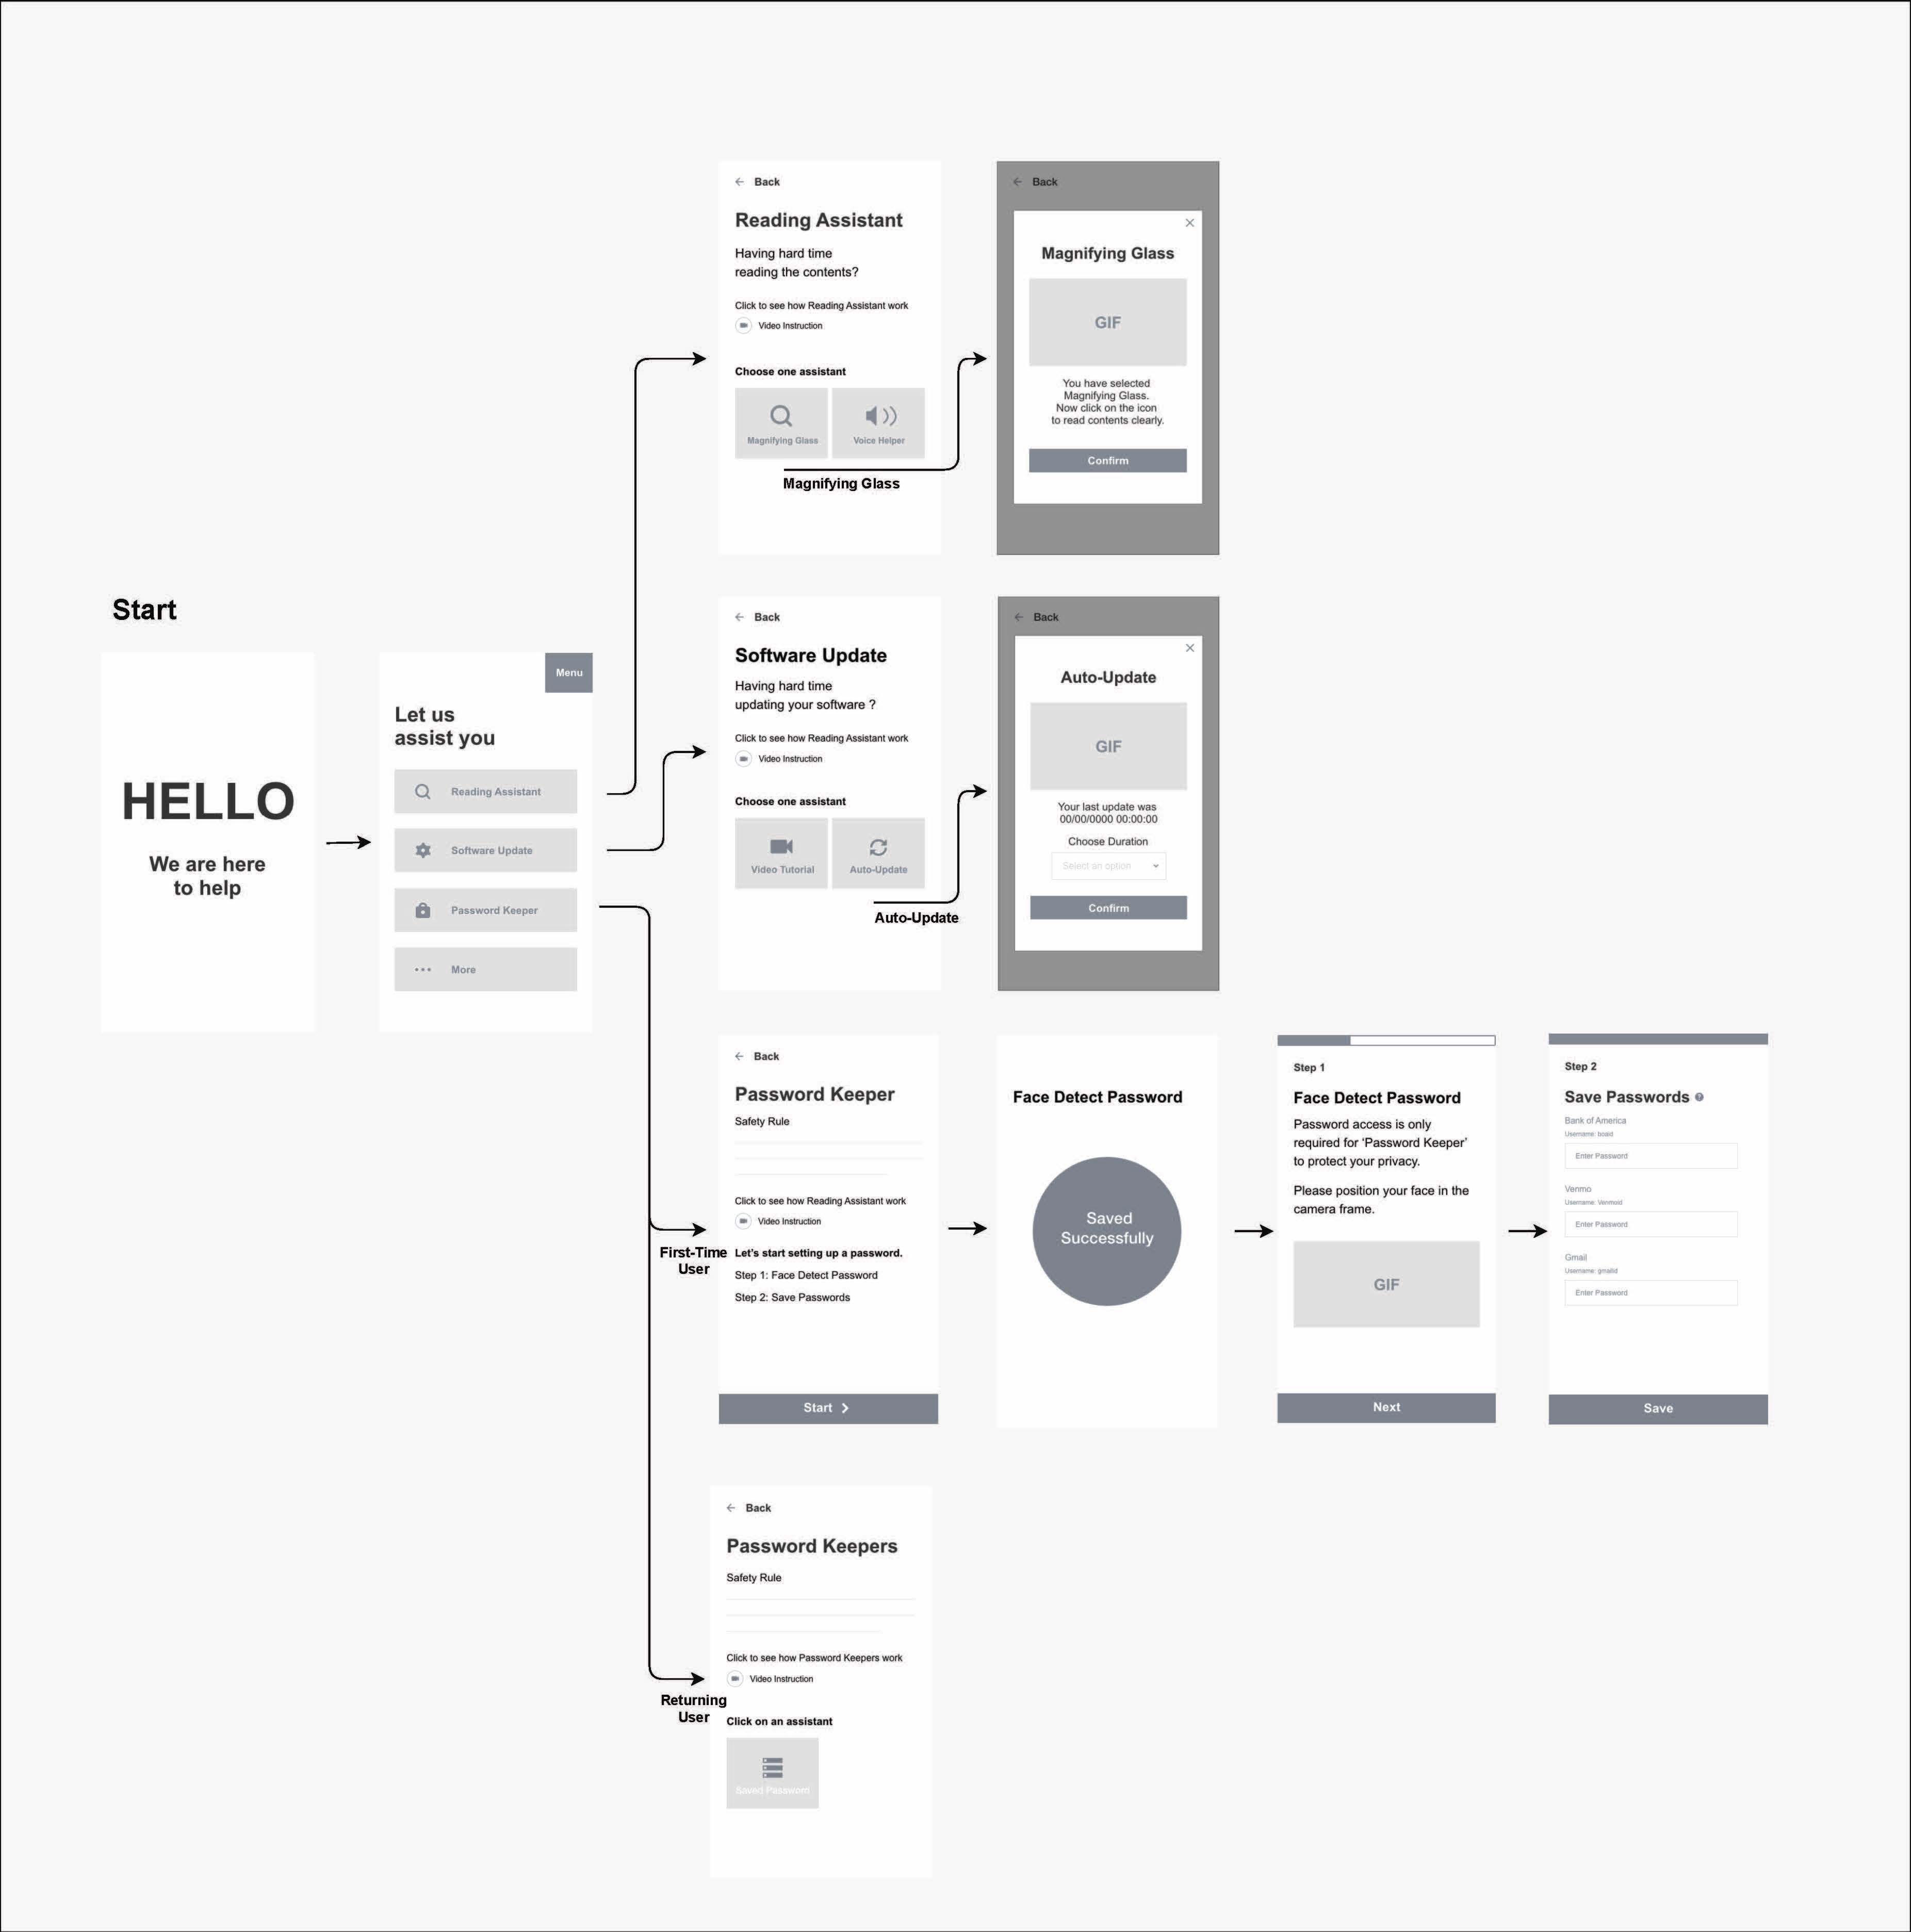 Start
HELLO
We are here
to help
Menu
Let us
assist you
Reading Assistant
Software Update
Password Keeper
More
Back
Reading Assistant
Having hard time
reading the contents?
Click to see how Reading Assistant work
Video Instruction
Choose one assistant
Magnifying Glass
Voice Helper
Magnifying Glass
Back
Magnifying Glass
GIF
You have selected
Magnifying Glass.
Now click on the icon
to read contents clearly.
Confirm
Back
Software Update
Having hard time
updating your software ?
Click to see how Reading Assistant work
Video Instruction
Choose one assistant
Video Tutorial
Auto-Update
Auto-Update
Back
Auto-Update
GIF
Your last update was
00/00/0000 00:00:00
Choose Duration
Select an option
Confirm
First-Time
User
Back
Password Keeper
Safety Rule
Click to see how Reading Assistant work
Video Instruction
Let's start setting up a password.
Step 1: Face Detect Password
Step 2: Save Passwords
Start
Face Detect Password
Saved
Successfully
Step 1
Face Detect Password
Password access is only
required for ‘Password Keeper’
to protect your privacy.
Please position your face in the
camera frame.
GIF
Next
Step 2
Save Passwords
Bank of America
Username: boaid
Enter Password
Venmo
Username: Venmoid
Enter Password
Gmail
Username: gmailid
Enter Password
Save
Returning
User
Back
Password Keepers
Safety Rule
Click to see how Password Keepers work
Video Instruction
Click on an assistant
Saved Password